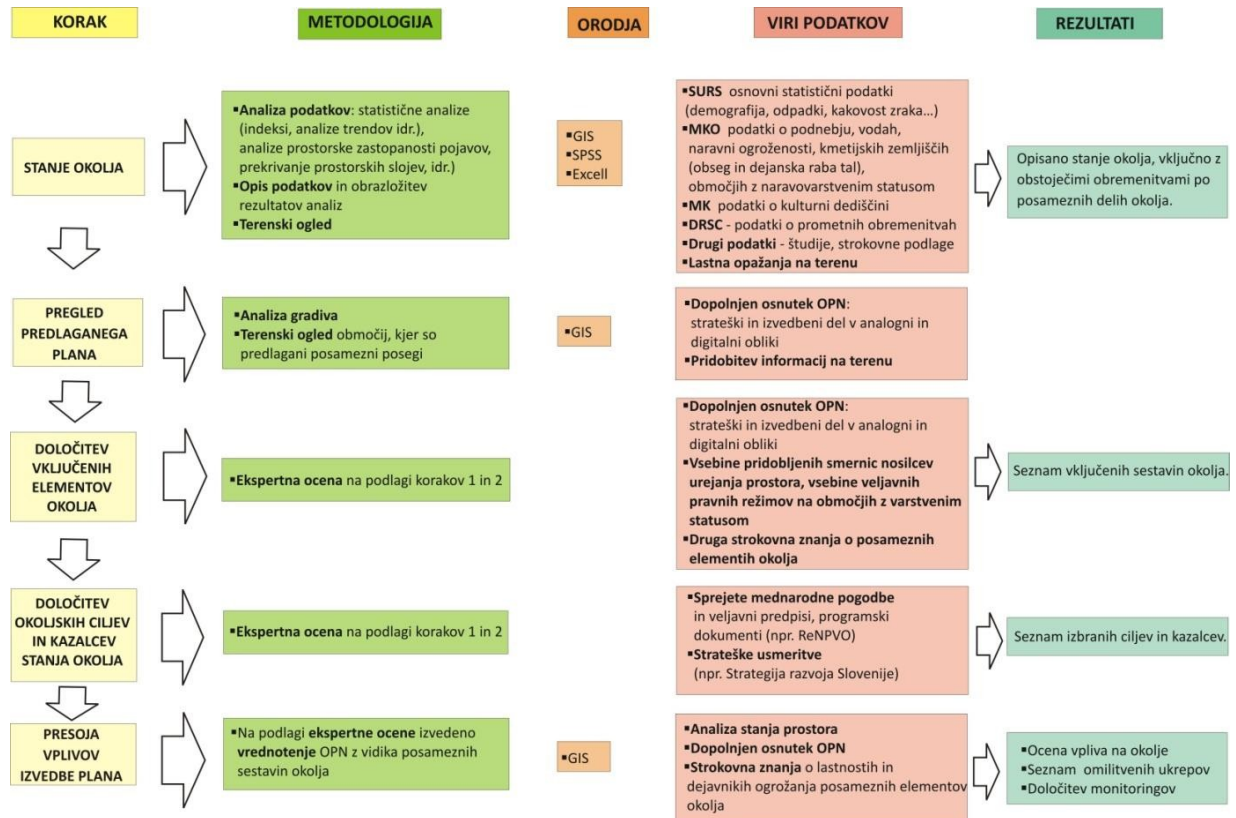 KORAK
METODOLOGIJA
ORODJA
VIRI PODATKOV
REZULTATI
STANJE OKOLJA
▪Analiza podatkov: statistične analize
(indeksi, analize trendov idr.),
analize prostorske zastopanosti pojavov,
prekrivanje prostorskih slojev, idr.)
▪Opis podatkov in obrazložitev
rezultatov analiz
▪Terenski ogled
▪GIS
▪SPSS
▪Excell
▪SURS osnovni statistični podatki
(demografija, odpadki, kakovost zraka...)
▪MKO podatki o podnebju, vodah,
naravni ogroženosti, kmetijskih zemljiščih
(obseg in dejanska raba tal),
območjih z naravovarstvenim statusom
▪MK podatki o kulturni dediščini
▪DRSC - podatki o prometnih obremenitvah
▪Drugi podatki - študije, strokovne podlage
▪Lastna opažanja na terenu
Opisano stanje okolja, vključno z
obstoječimi obremenitvami po
posameznih delih okolja.
PREGLED
PREDLAGANEGA
PLANA
▪Analiza gradiva
▪Terenski ogled območij, kjer so
predlagani posamezni posegi
▪GIS
▪Dopolnjen osnutek OPN:
strateški in izvedbeni del v analogni in
digitalni obliki
▪Pridobitev informacij na terenu
DOLOČITEV
VKLJUČENIH
ELEMENTOV
OKOLJA
▪Ekspertna ocena na podlagi korakov 1 in 2
▪Dopolnjen osnutek OPN:
strateški in izvedbeni del v analogni in
digitalni obliki
▪Vsebine pridobljenih smernic nosilcev
urejanja prostora, vsebine veljavnih
pravnih režimov na območjih z varstvenim
statusom
▪Druga strokovna znanja o posameznih
elementih okolja
Seznam vključenih sestavin okolja.
DOLOČITEV
OKOLJSKIH CILJEV
IN KAZALCEV
STANJA OKOLJA
▪Ekspertna ocena na podlagi korakov 1 in 2
▪Sprejete mednarodne pogodbe
in veljavni predpisi, programski
dokumenti (npr. ReNPVO)
▪Strateške usmeritve
(npr. Strategija razvoja Slovenije)
Seznam izbranih ciljev in kazalcev.
PRESOJA
VPLIVOV
IZVEDBE PLANA
▪Na podlagi ekspertne ocene izvedeno
vrednotenje OPN z vidika posameznih
sestavin okolja
▪GIS
▪Analiza stanja prostora
▪Dopolnjen osnutek OPN
▪Strokovna znanja o lastnostih in
dejavnikih ogrožanja posameznih elementov
okolja
▪Ocena vpliva na okolje
▪Seznam omilitvenih ukrepov
▪Določitev monitoringov